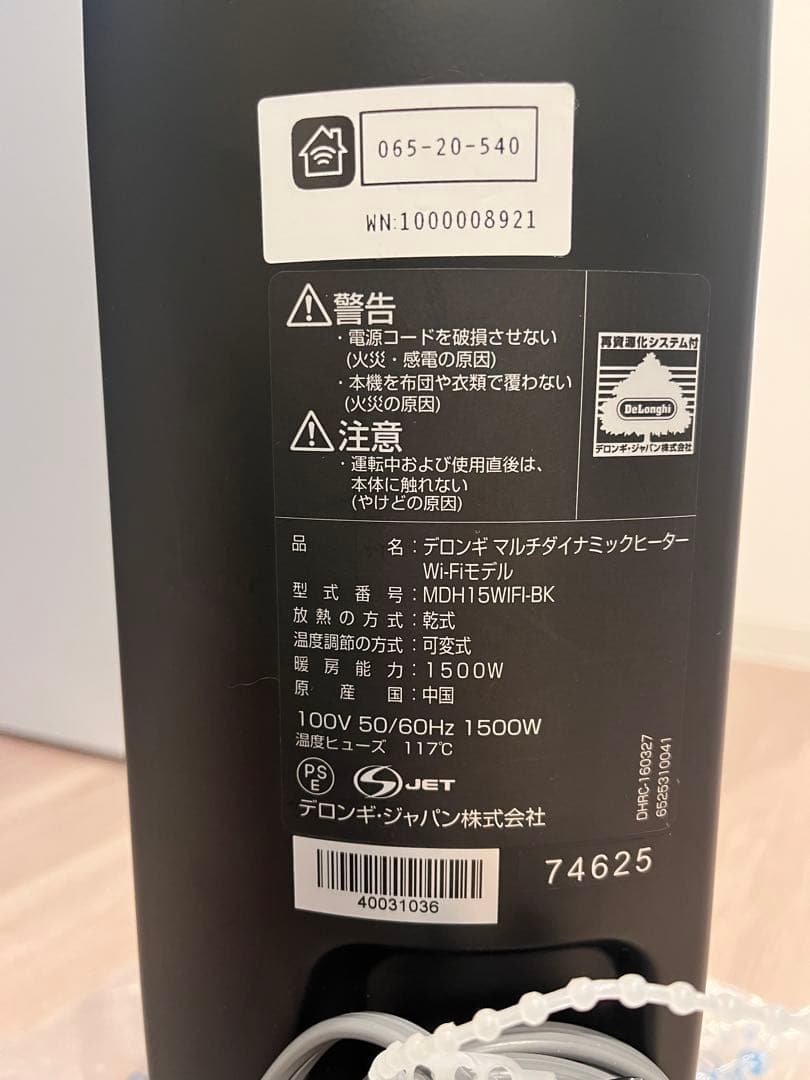 065-20-540
WN:1000008921
警告
・電源コードを破損させない
(火災・感電の原因)
・本機を布団や衣類で覆わない
(火災の原因)
注意
・運転中および使用直後は、
本体に触れない
(やけどの原因)
再資源化システム付
DeLonghi
デロンギ・ジャパン株式会社
品名：デロンギ マルチダイナミックヒーター
Wi-Fiモデル
型式番号：MDH15WIFI-BK
放熱の方式：乾式
温度調節の方式：可変式
暖房能力：1500W
原産国：中国
100V 50/60Hz 1500W
温度ヒューズ 117℃
PS
E
S JET
デロンギ・ジャパン株式会社
DHRC-160327
6525310041
40031036
74625